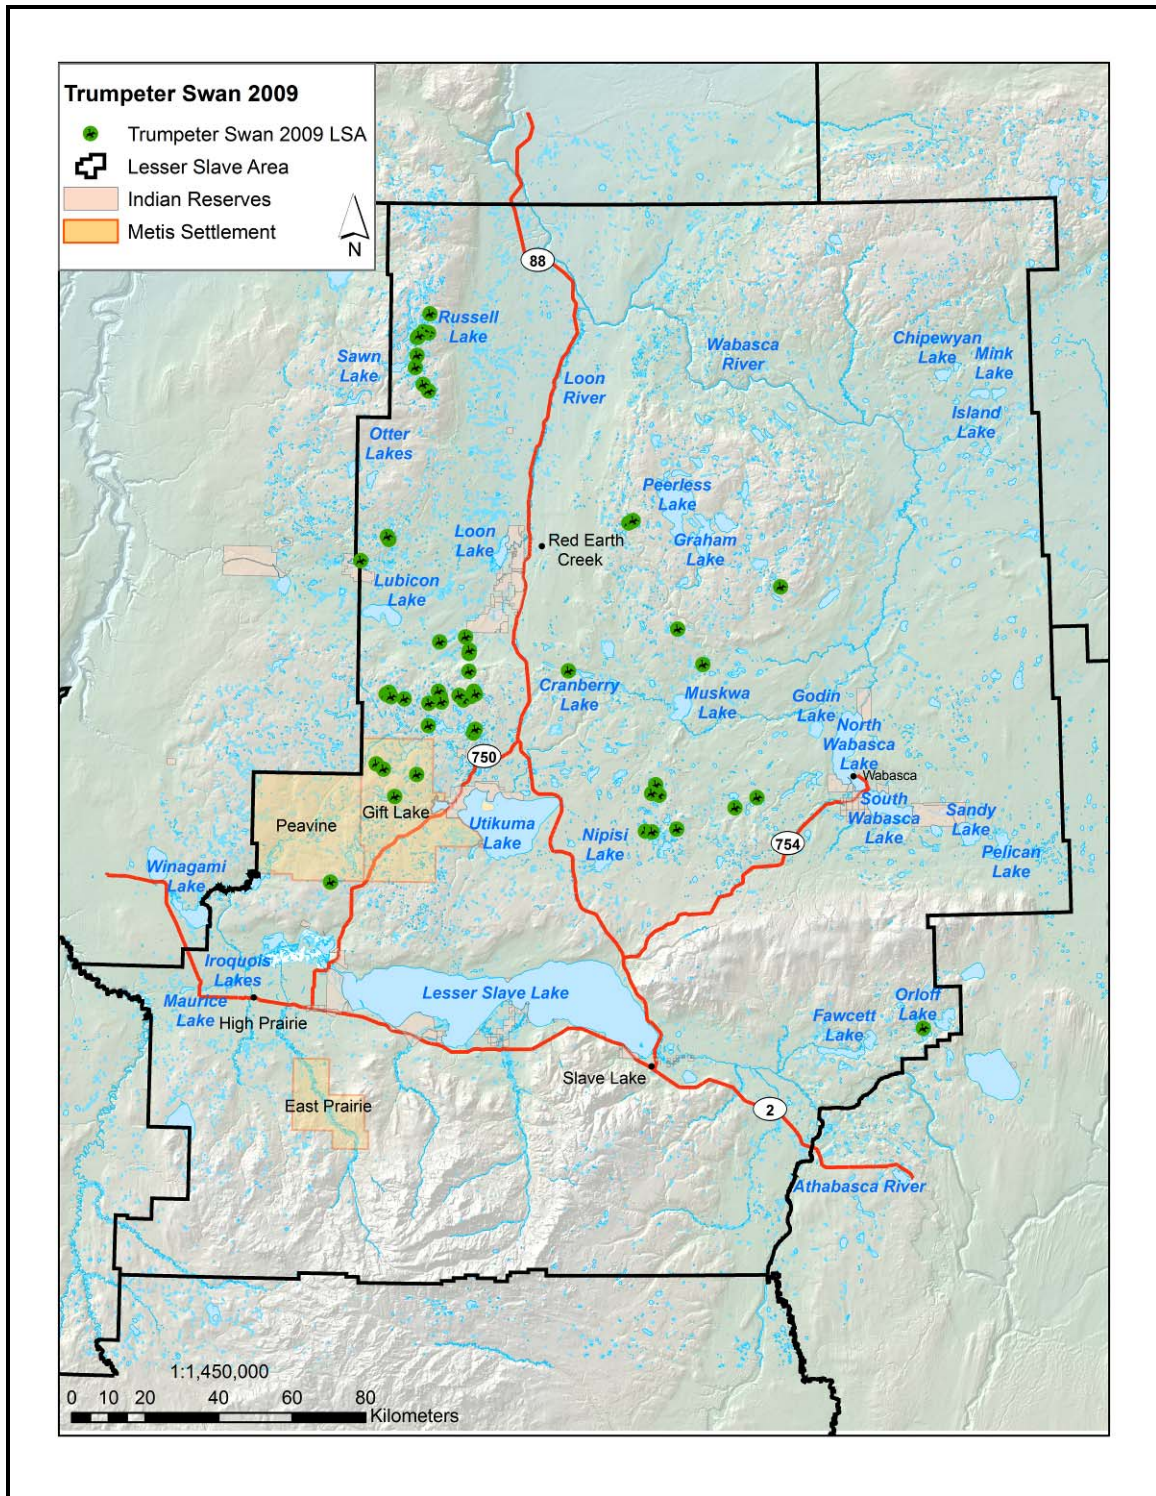 Trumpeter Swan 2009
Trumpeter Swan 2009 LSA
Lesser Slave Area
Indian Reserves
Metis Settlement
N
88
Russell
Lake
Sawn
Lake
Wabasca
River
Chipewyan
Lake
Mink
Lake
Loon
River
Island
Lake
Otter
Lakes
Peerless
Lake
Loon
Lake
Red Earth
Creek
Graham
Lake
Lubicon
Lake
Cranberry
Lake
Muskwa
Lake
Godin
Lake
North
Wabasca
Lake
750
Wabasca
Gift Lake
Peavine
Utikuma
Lake
Nipisi
Lake
South
Wabasca
Lake
Sandy
Lake
754
Pelican
Lake
Winagami
Lake
Iroquois
Lakes
Lesser Slave Lake
Maurice
Lake
High Prairie
Orloff
Lake
Fawcett
Lake
Slave Lake
East Prairie
2
Athabasca River
1:1,450,000
0 10 20 40 60 80
Kilometers